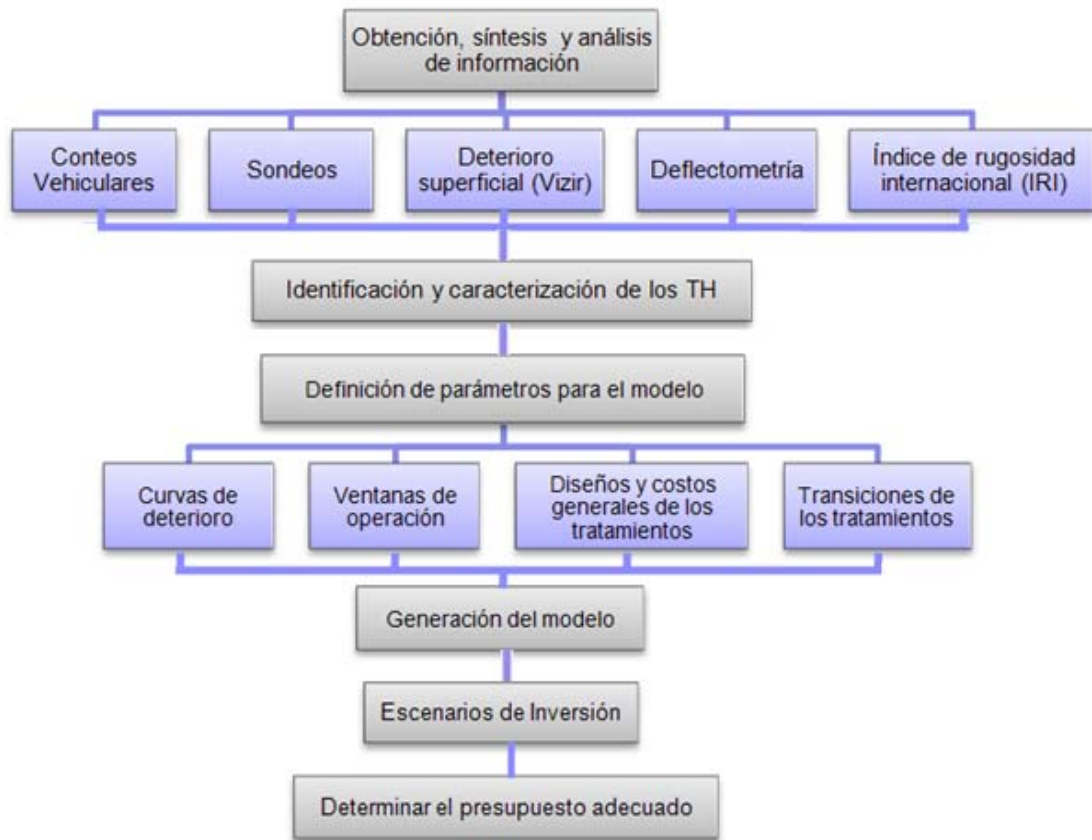 Obtención, síntesis y análisis
de información
Conteos
Vehiculares
Sondeos
Deterioro
superficial (Vizir)
Deflectometría
Índice de rugosidad
internacional (IRI)
Identificación y caracterización de los TH
Definición de parámetros para el modelo
Curvas de
deterioro
Ventanas de
operación
Diseños y costos
generales de los
tratamientos
Transiciones de
los tratamientos
Generación del modelo
Escenarios de Inversión
Determinar el presupuesto adecuado